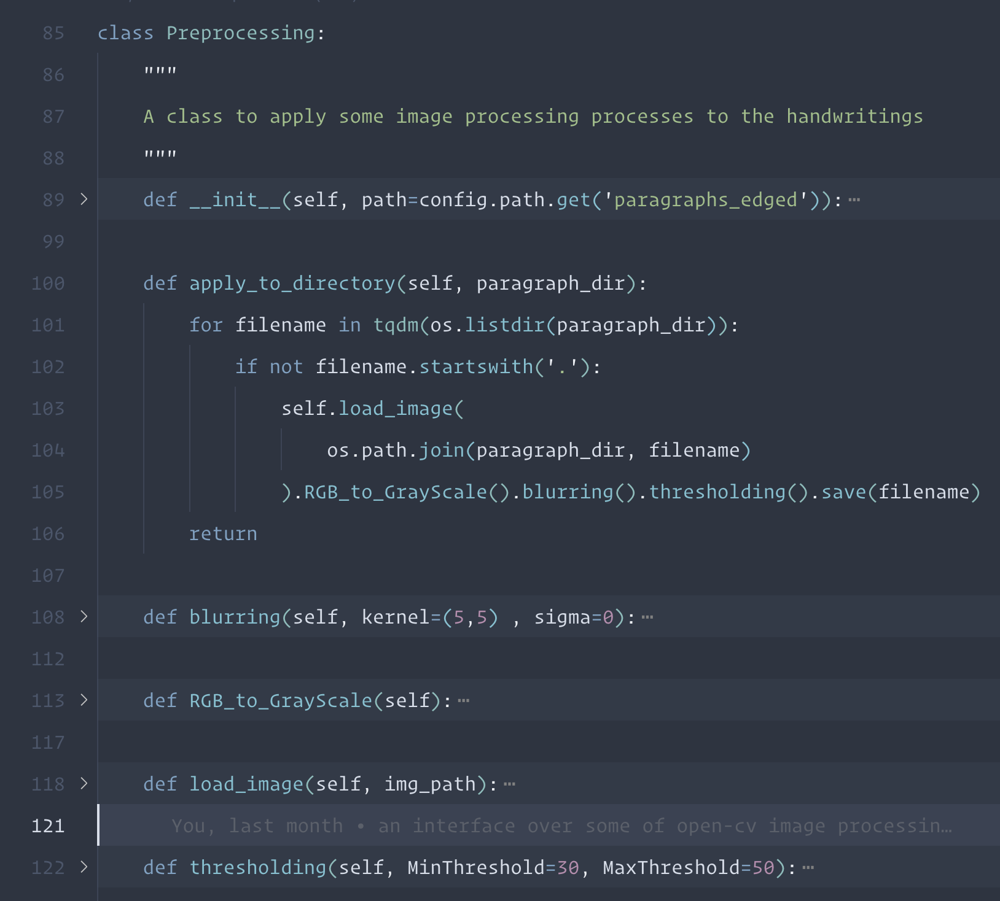 85 class Preprocessing:
86 """
87 A class to apply some image processing processes to the handwritings
88 """
89 > def __init__(self, path=config.path.get('paragraphs_edged')):⋯
99
100 def apply_to_directory(self, paragraph_dir):
101 for filename in tqdm(os.listdir(paragraph_dir)):
102 if not filename.startswith('.'):
103 self.load_image(
104 os.path.join(paragraph_dir, filename)
105 ).RGB_to_GrayScale().blurring().thresholding().save(filename)
106 return
107
108 > def blurring(self, kernel=(5,5) , sigma=0):⋯
112
113 > def RGB_to_GrayScale(self):⋯
117
118 > def load_image(self, img_path):⋯
121 You, last month • an interface over some of open-cv image processin…
122 > def thresholding(self, MinThreshold=30, MaxThreshold=50):⋯